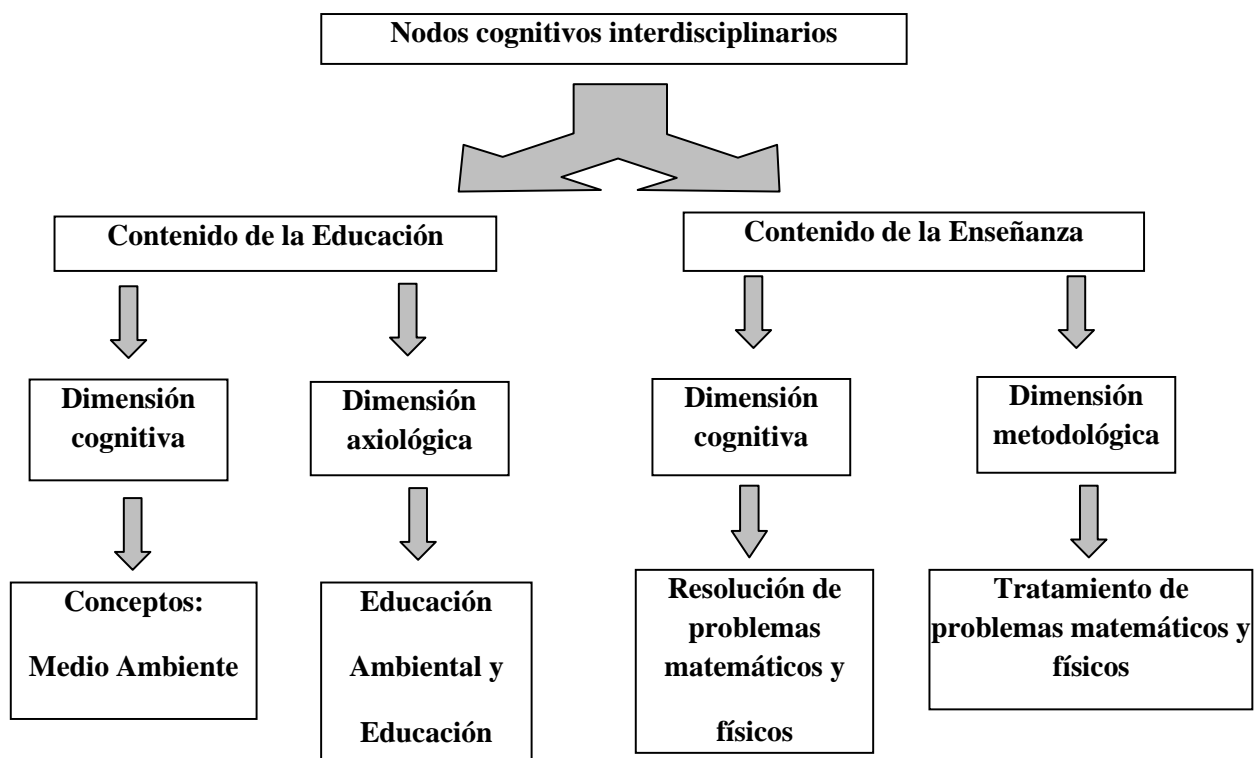 Nodos cognitivos interdisciplinarios
Contenido de la Educación
Contenido de la Enseñanza
Dimensión
cognitiva
Dimensión
axiológica
Dimensión
cognitiva
Dimensión
metodológica
Conceptos:
Medio Ambiente
Educación
Ambiental y
Educación
Resolución de
problemas
matemáticos y
físicos
Tratamiento de
problemas matemáticos y
físicos